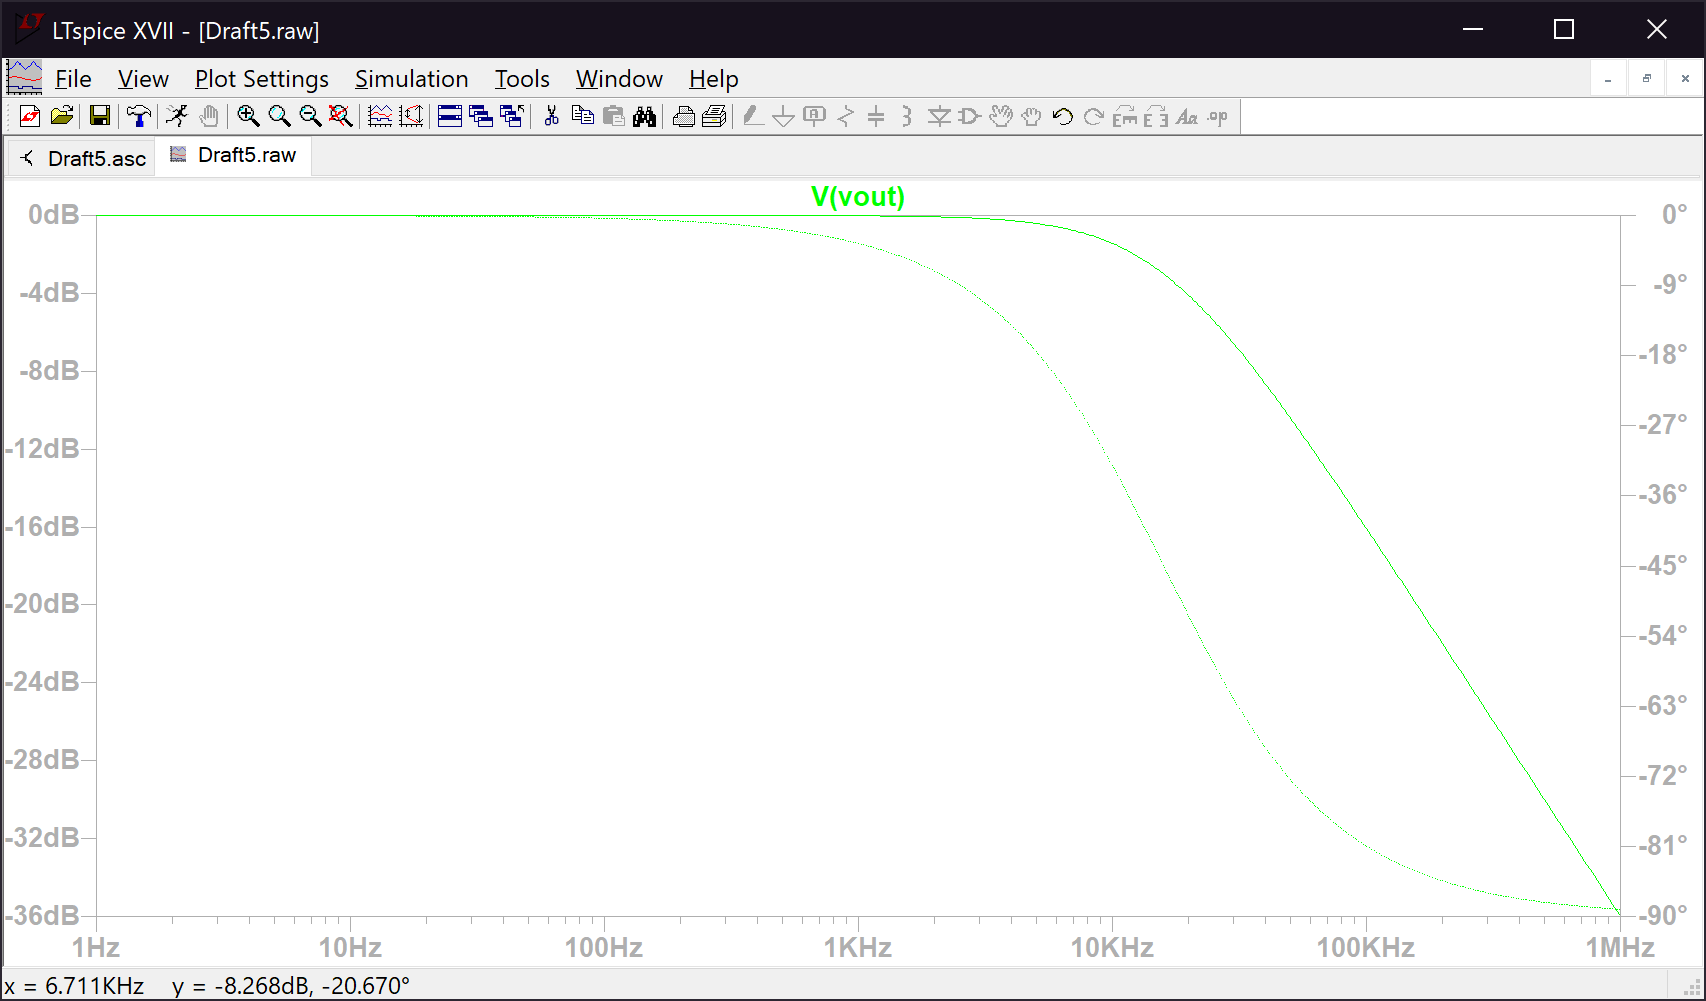 LTspice XVII - [Draft5.raw]
File View Plot Settings Simulation Tools Window Help
Draft5.asc Draft5.raw
V(vout)
0dB 0°
-4dB -9°
-8dB -18°
-12dB -27°
-16dB -36°
-20dB -45°
-24dB -54°
-28dB -63°
-32dB -72°
-36dB -81°
-90°
1Hz 10Hz 100Hz 1KHz 10KHz 100KHz 1MHz
x = 6.711KHz y = -8.268dB, -20.670°